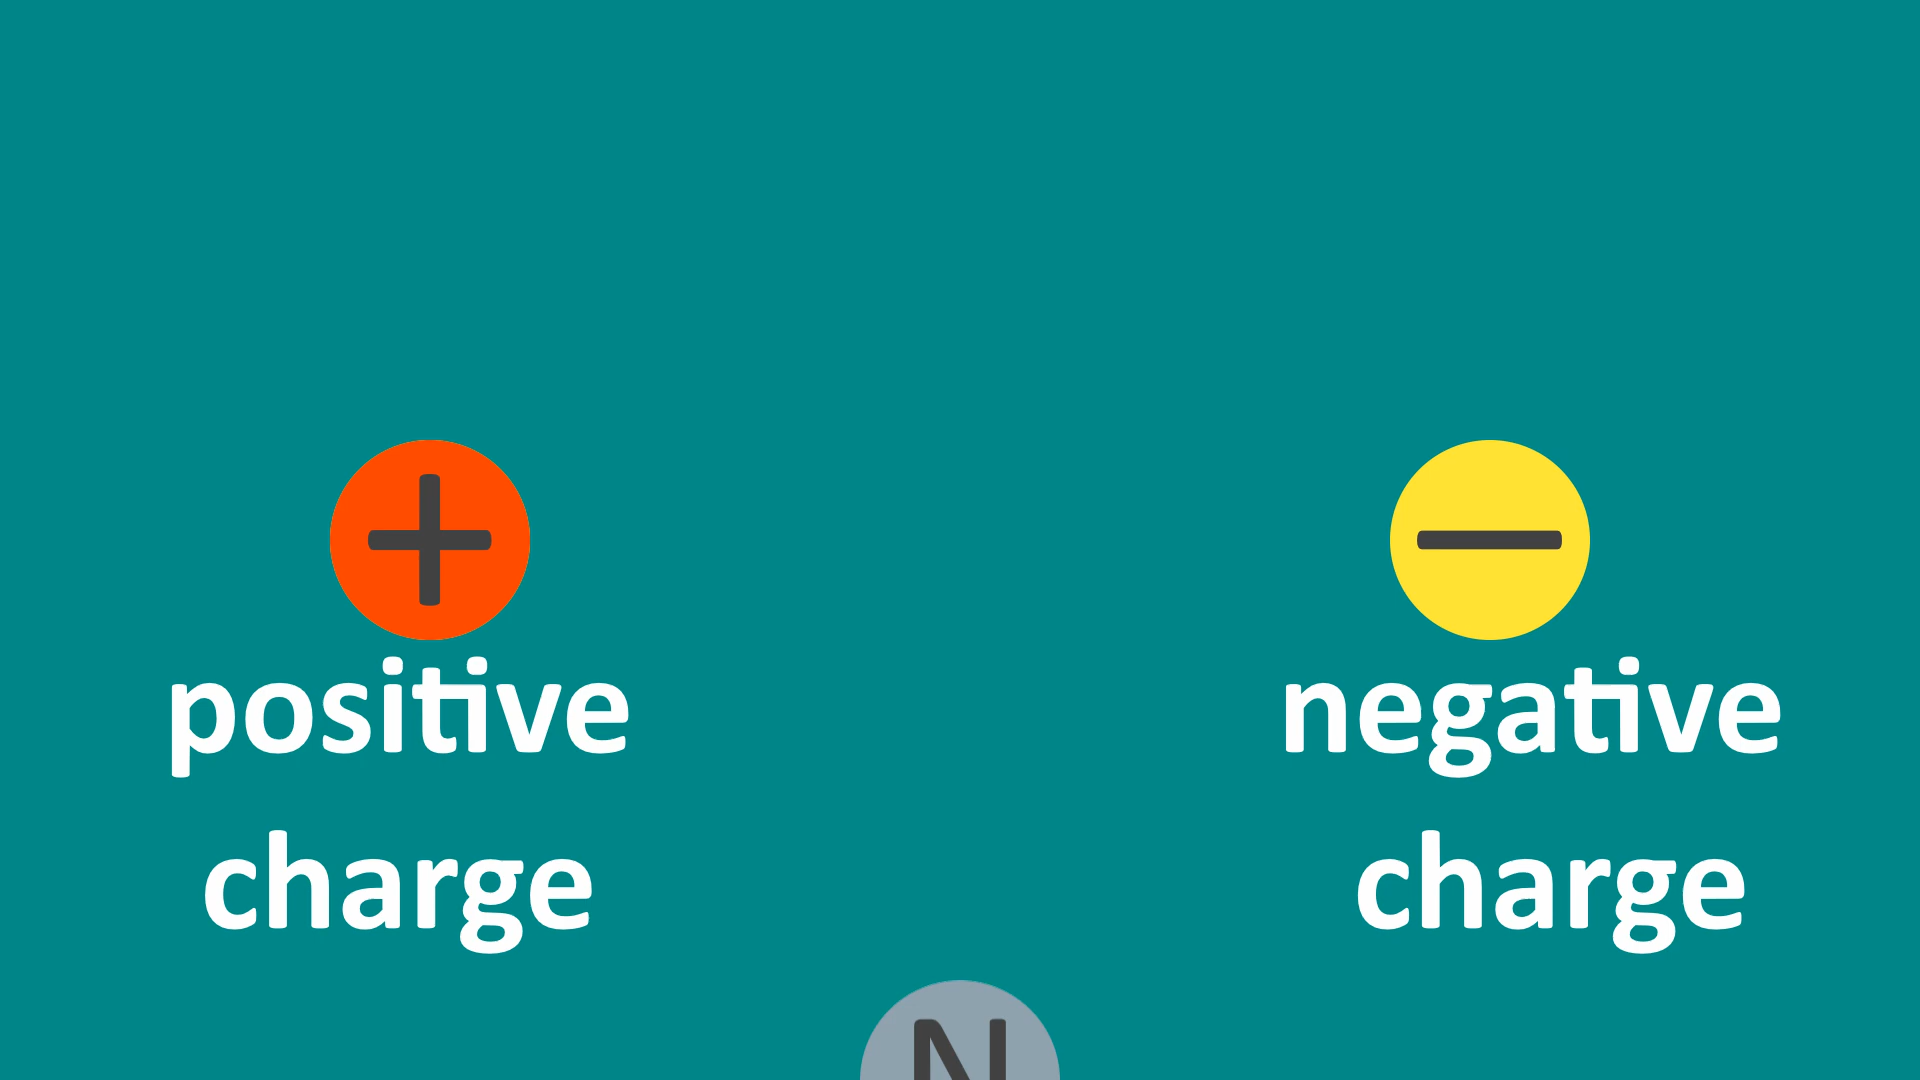 +
−
positive
negative
charge
charge
N